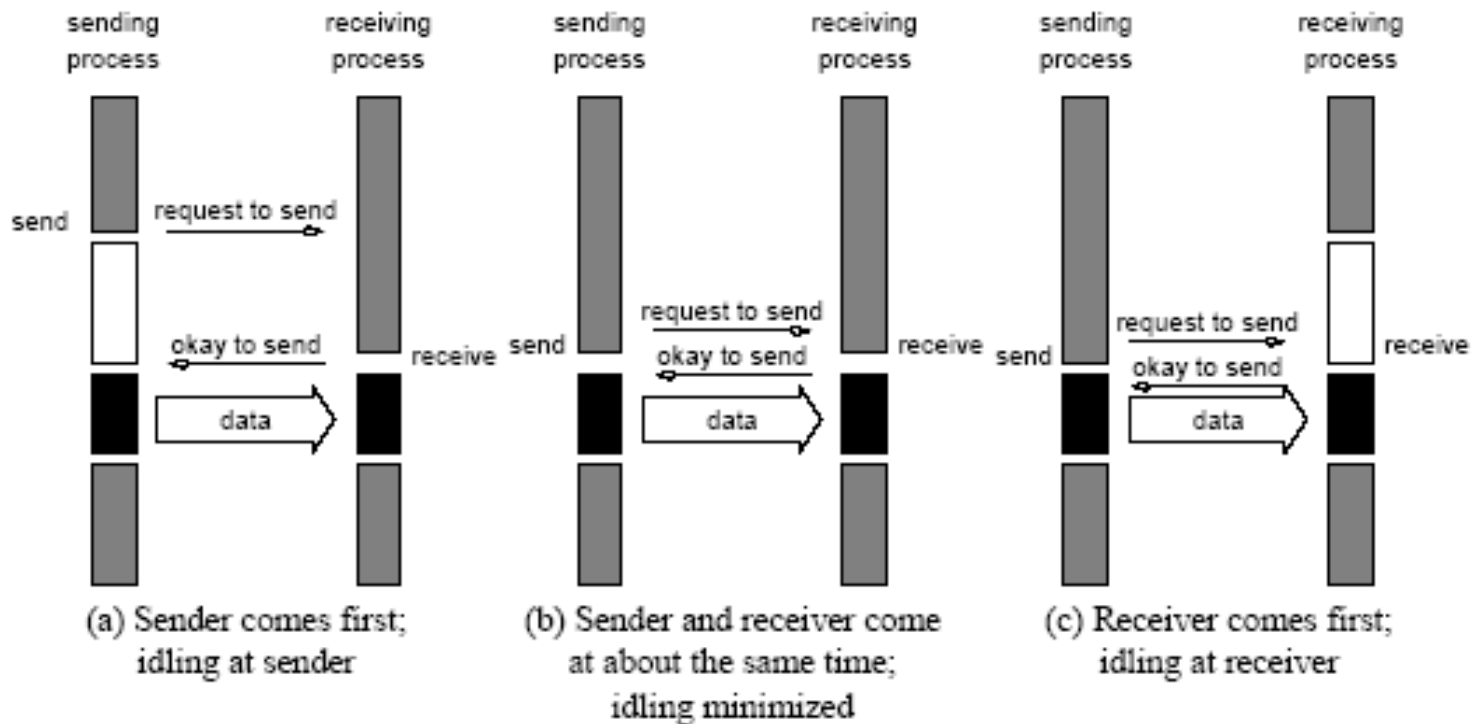 sending
process
receiving
process
send
request to send
okay to send
receive
data
(a) Sender comes first;
idling at sender
sending
process
receiving
process
request to send
send
okay to send
receive
data
(b) Sender and receiver come
at about the same time;
idling minimized
sending
process
receiving
process
request to send
send
okay to send
receive
data
(c) Receiver comes first;
idling at receiver